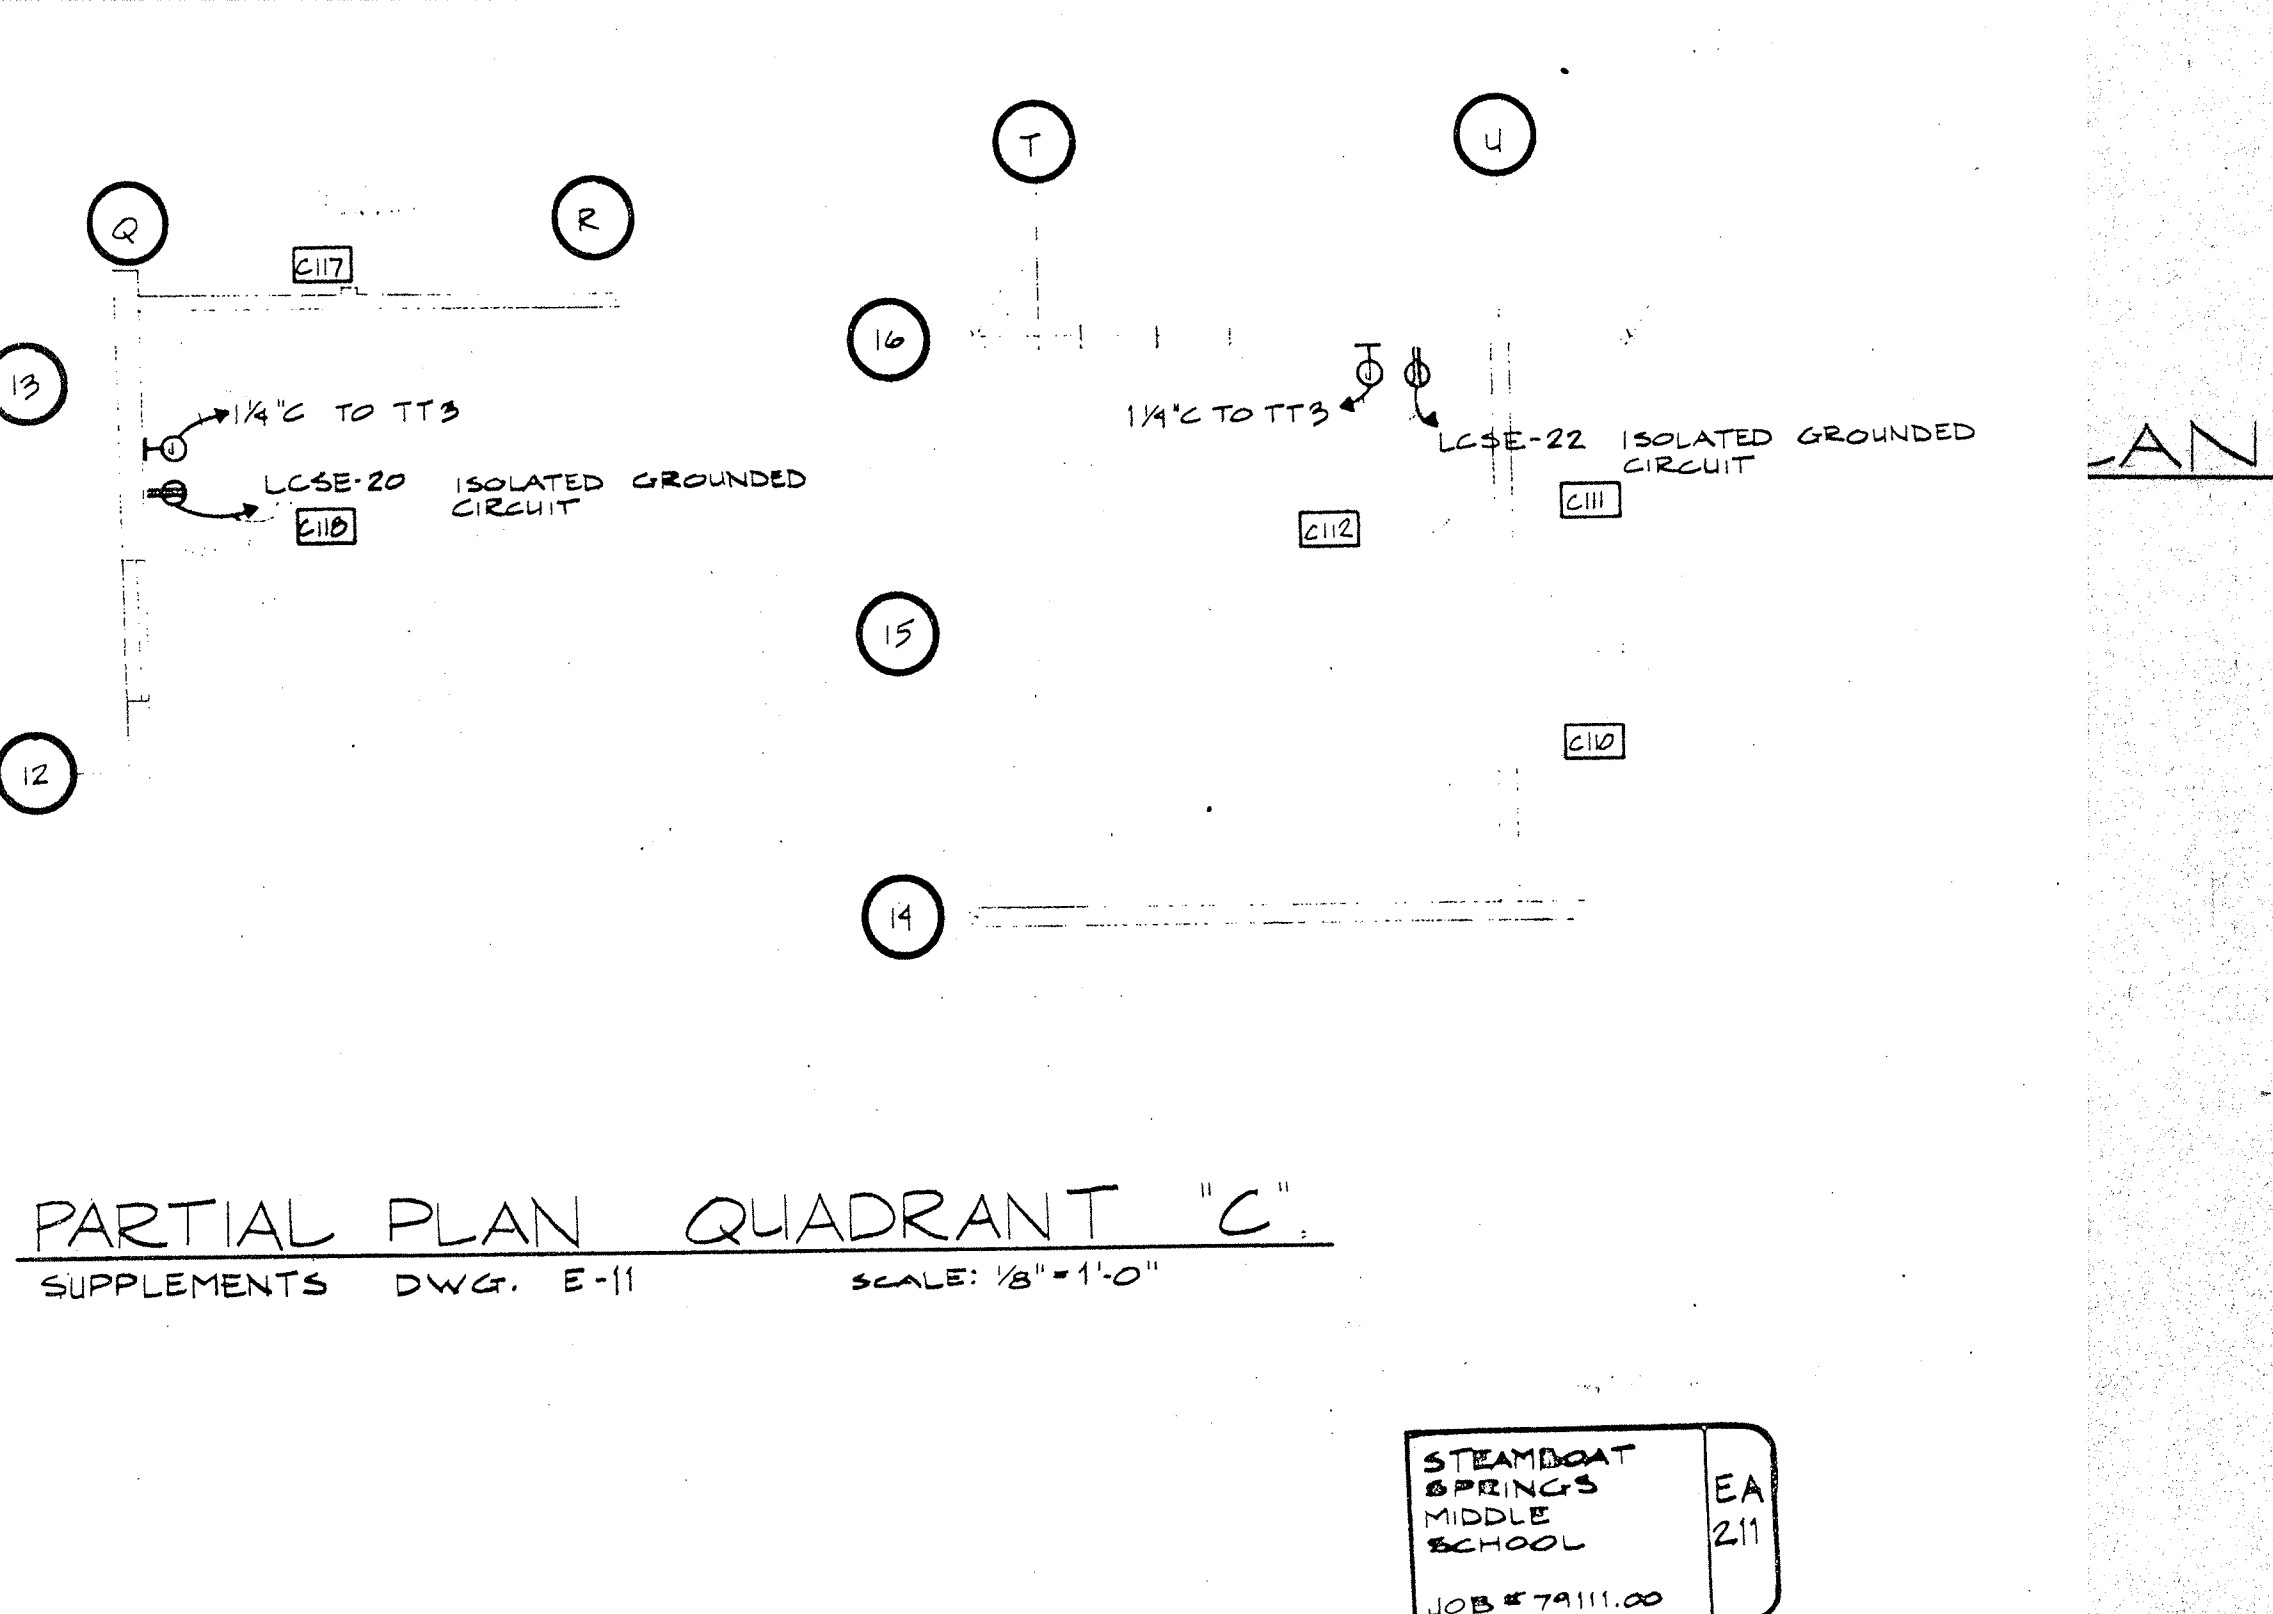 T
U
Q
R
C117
16
13
1¼"C TO TT3
1¼"C TO TT3
LCSE-22 ISOLATED GROUNDED
CIRCUIT
LAN
LCSE-20 ISOLATED GROUNDED
CIRCUIT
C118
C112
C111
15
C110
12
14
PARTIAL PLAN QUADRANT "C"
SUPPLEMENTS DWG. E-11 SCALE: ⅛"=1'-0"
STEAMBOAT
SPRINGS
MIDDLE
SCHOOL
EA
211
JOB # 79111.00